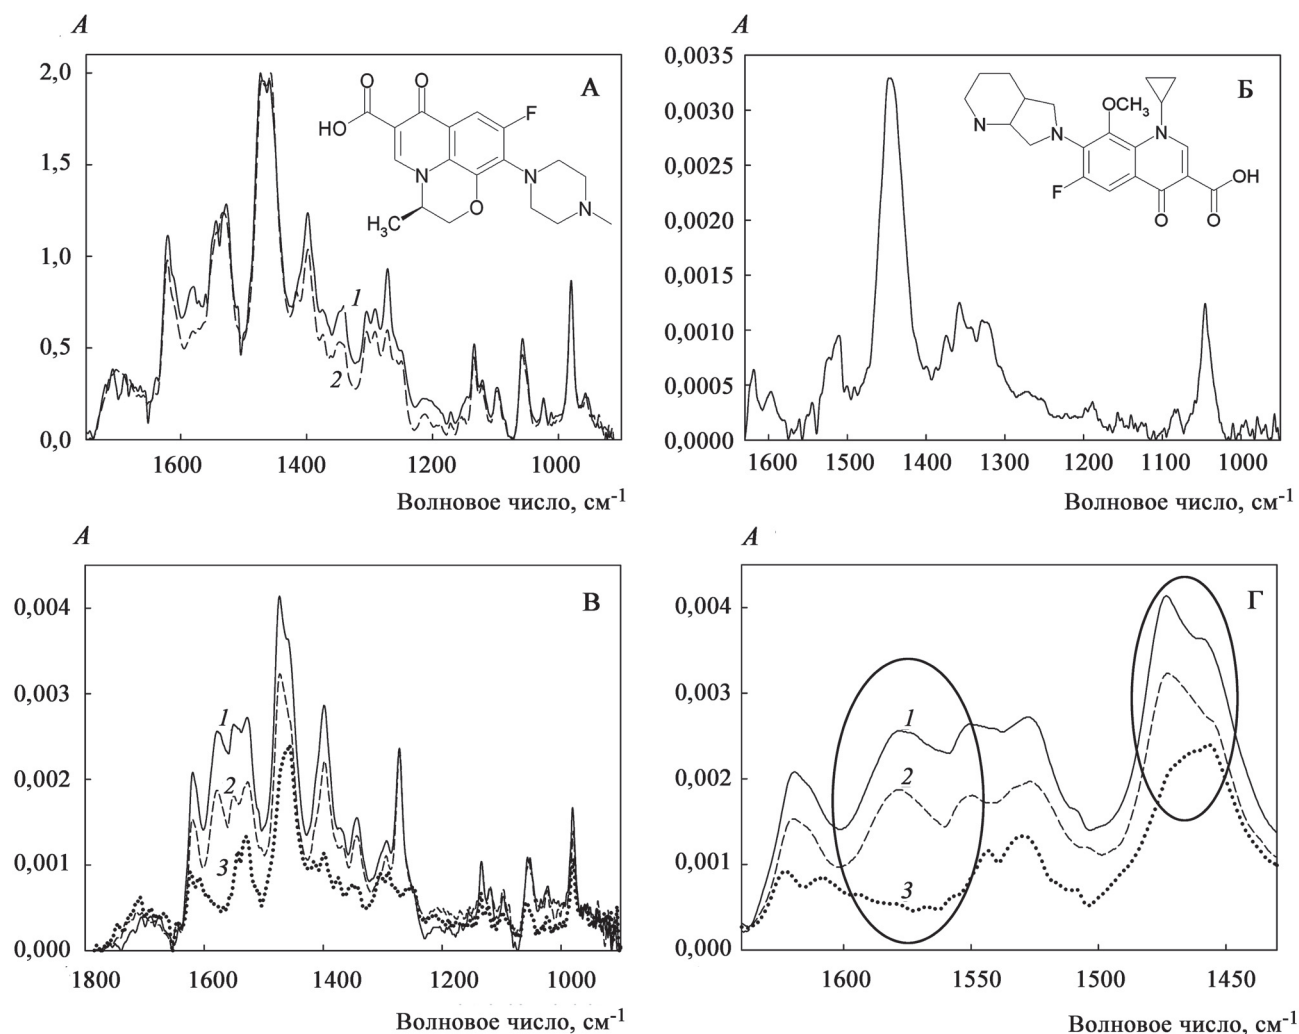 A
2,0
1,5
1,0
0,5
0,0
1600 1400 1200 1000
Волновое число, см-1
А
O O
HO
F
N
N
N
O
H3C
1
2
A
0,0035
0,0030
0,0025
0,0020
0,0015
0,0010
0,0005
0,0000
1600 1500 1400 1300 1200 1100 1000
Волновое число, см-1
Б
OCH3
N
N
N
F
OH
O O
A
0,004
0,003
0,002
0,001
0,000
1800 1600 1400 1200 1000
Волновое число, см-1
В
1
2
3
A
0,004
0,003
0,002
0,001
0,000
1600 1550 1500 1450
Волновое число, см-1
Г
1
2
3